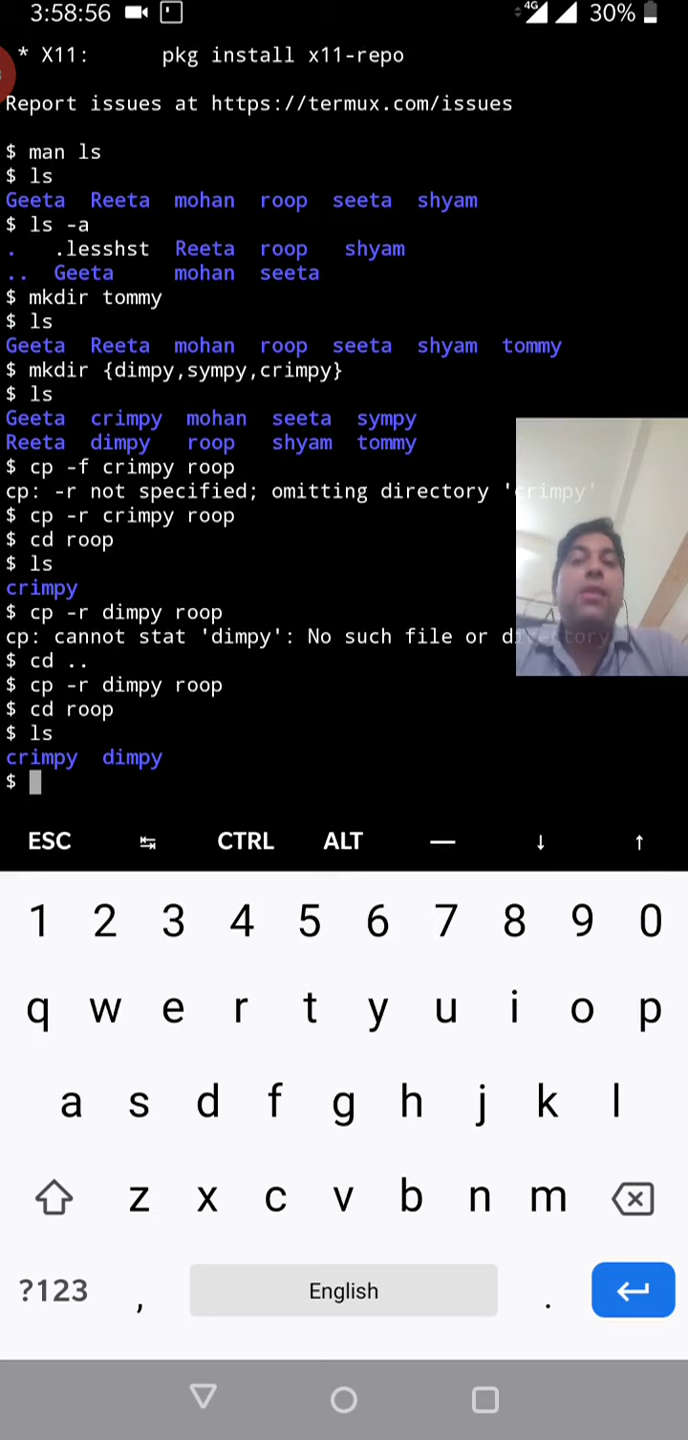 3:58:56 4G 30%
* X11: pkg install x11-repo
Report issues at https://termux.com/issues
$ man ls
$ ls
Geeta Reeta mohan roop seeta shyam
$ ls -a
. .lesshst Reeta roop shyam
.. Geeta mohan seeta
$ mkdir tommy
$ ls
Geeta Reeta mohan roop seeta shyam tommy
$ mkdir {dimpy,sympy,crimpy}
$ ls
Geeta crimpy mohan seeta sympy
Reeta dimpy roop shyam tommy
$ cp -f crimpy roop
cp: -r not specified; omitting directory 'crimpy'
$ cp -r crimpy roop
$ cd roop
$ ls
crimpy
$ cp -r dimpy roop
cp: cannot stat 'dimpy': No such file or directory
$ cd ..
$ cp -r dimpy roop
$ cd roop
$ ls
crimpy dimpy
$
ESC ↹ CTRL ALT — ↓ ↑
1 2 3 4 5 6 7 8 9 0
q w e r t y u i o p
a s d f g h j k l
z x c v b n m
?123 , English .